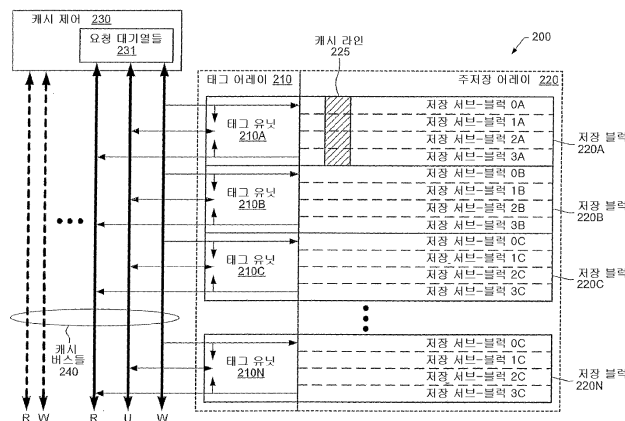 캐시 제어 230
요청 대기열들
231
캐시 라인
225
200
태그 어레이 210
주저장 어레이 220
태그 유닛
210A
저장 서브-블럭 0A
저장 서브-블럭 1A
저장 서브-블럭 2A
저장 서브-블럭 3A
저장 블럭
220A
태그 유닛
210B
저장 서브-블럭 0B
저장 서브-블럭 1B
저장 서브-블럭 2B
저장 서브-블럭 3B
저장 블럭
220B
태그 유닛
210C
저장 서브-블럭 0C
저장 서브-블럭 1C
저장 서브-블럭 2C
저장 서브-블럭 3C
저장 블럭
220C
태그 유닛
210N
저장 서브-블럭 0C
저장 서브-블럭 1C
저장 서브-블럭 2C
저장 서브-블럭 3C
저장 블럭
220N
캐시
버스들
240
R W R U W